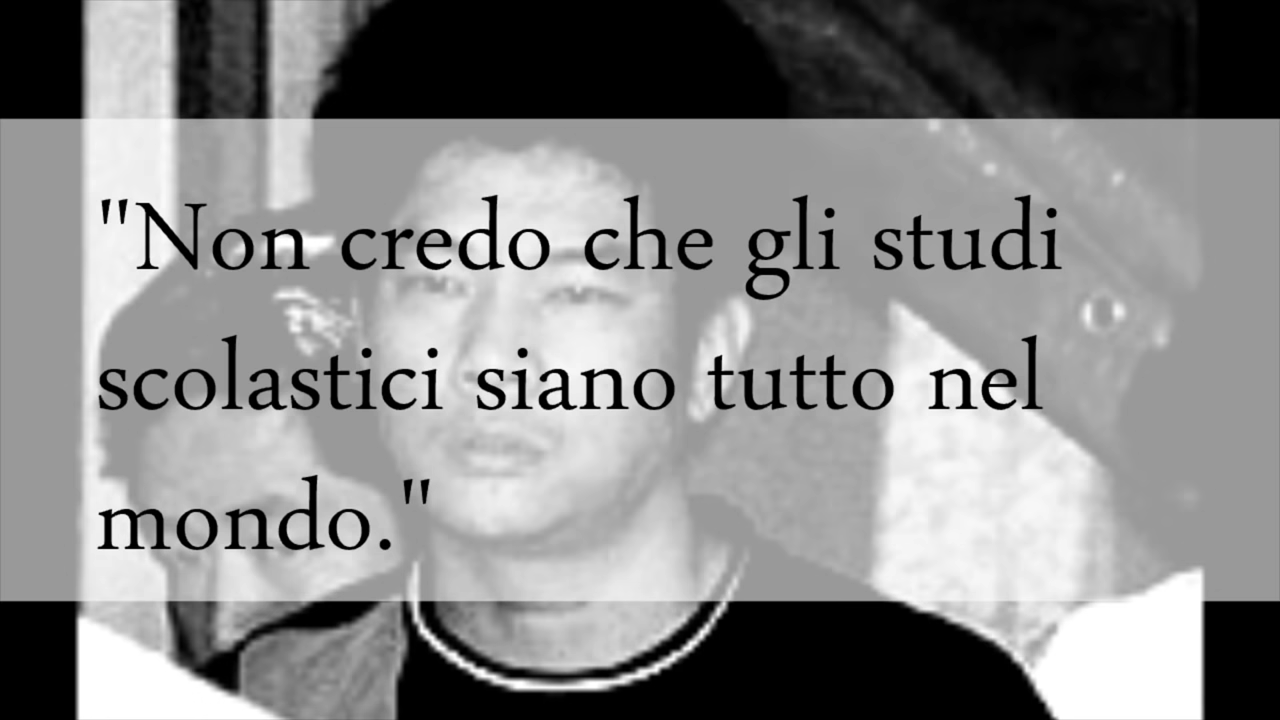 "Non credo che gli studi
scolastici siano tutto nel
mondo."